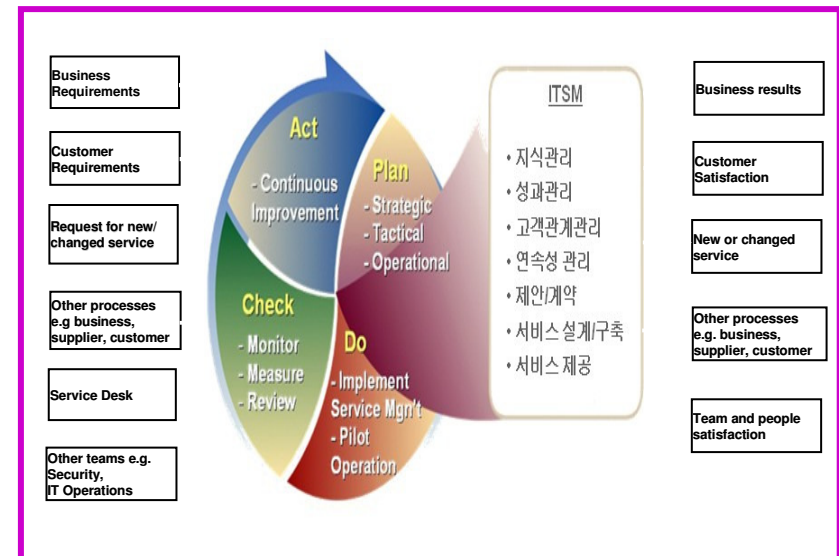 Business
Requirements
Customer
Requirements
Request for new/
changed service
Other processes
e.g business,
supplier, customer
Service Desk
Other teams e.g.
Security,
IT Operations
Act
- Continuous
Improvement
Plan
- Strategic
- Tactical
- Operational
Check
- Monitor
- Measure
- Review
Do
- Implement
Service Mgn't
- Pilot
Operation
ITSM
• 지식관리
• 성과관리
• 고객관계관리
• 연속성 관리
• 제안/계약
• 서비스 설계/구축
• 서비스 제공
Business results
Customer
Satisfaction
New or changed
service
Other processes
e.g. business,
supplier, customer
Team and people
satisfaction